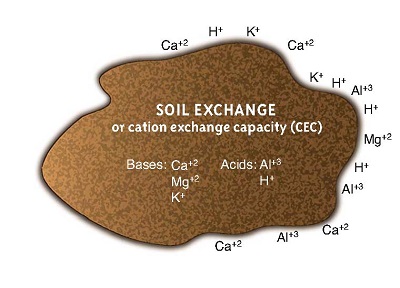 H+ K+
Ca+2 Ca+2
K+ H+
Al+3
H+
SOIL EXCHANGE
or cation exchange capacity (CEC)
Mg+2
Bases: Ca+2 Acids: Al+3
Mg+2 H+
K+
H+
Al+3
Ca+2
Al+3
Ca+2